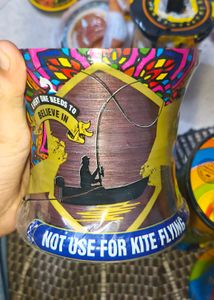 EVERY ONE NEEDS TO
BELIEVE IN
NOT USE FOR KITE FLYING